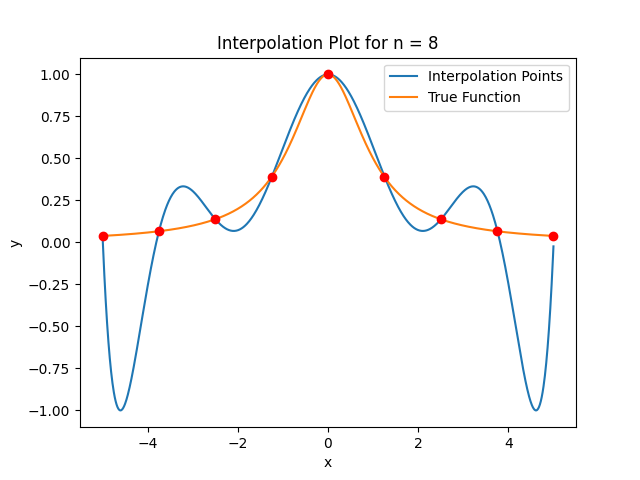 Interpolation Plot for n = 8
Interpolation Points
True Function
1.00
0.75
0.50
0.25
0.00
−0.25
−0.50
−0.75
−1.00
y
−4
−2
0
2
4
x